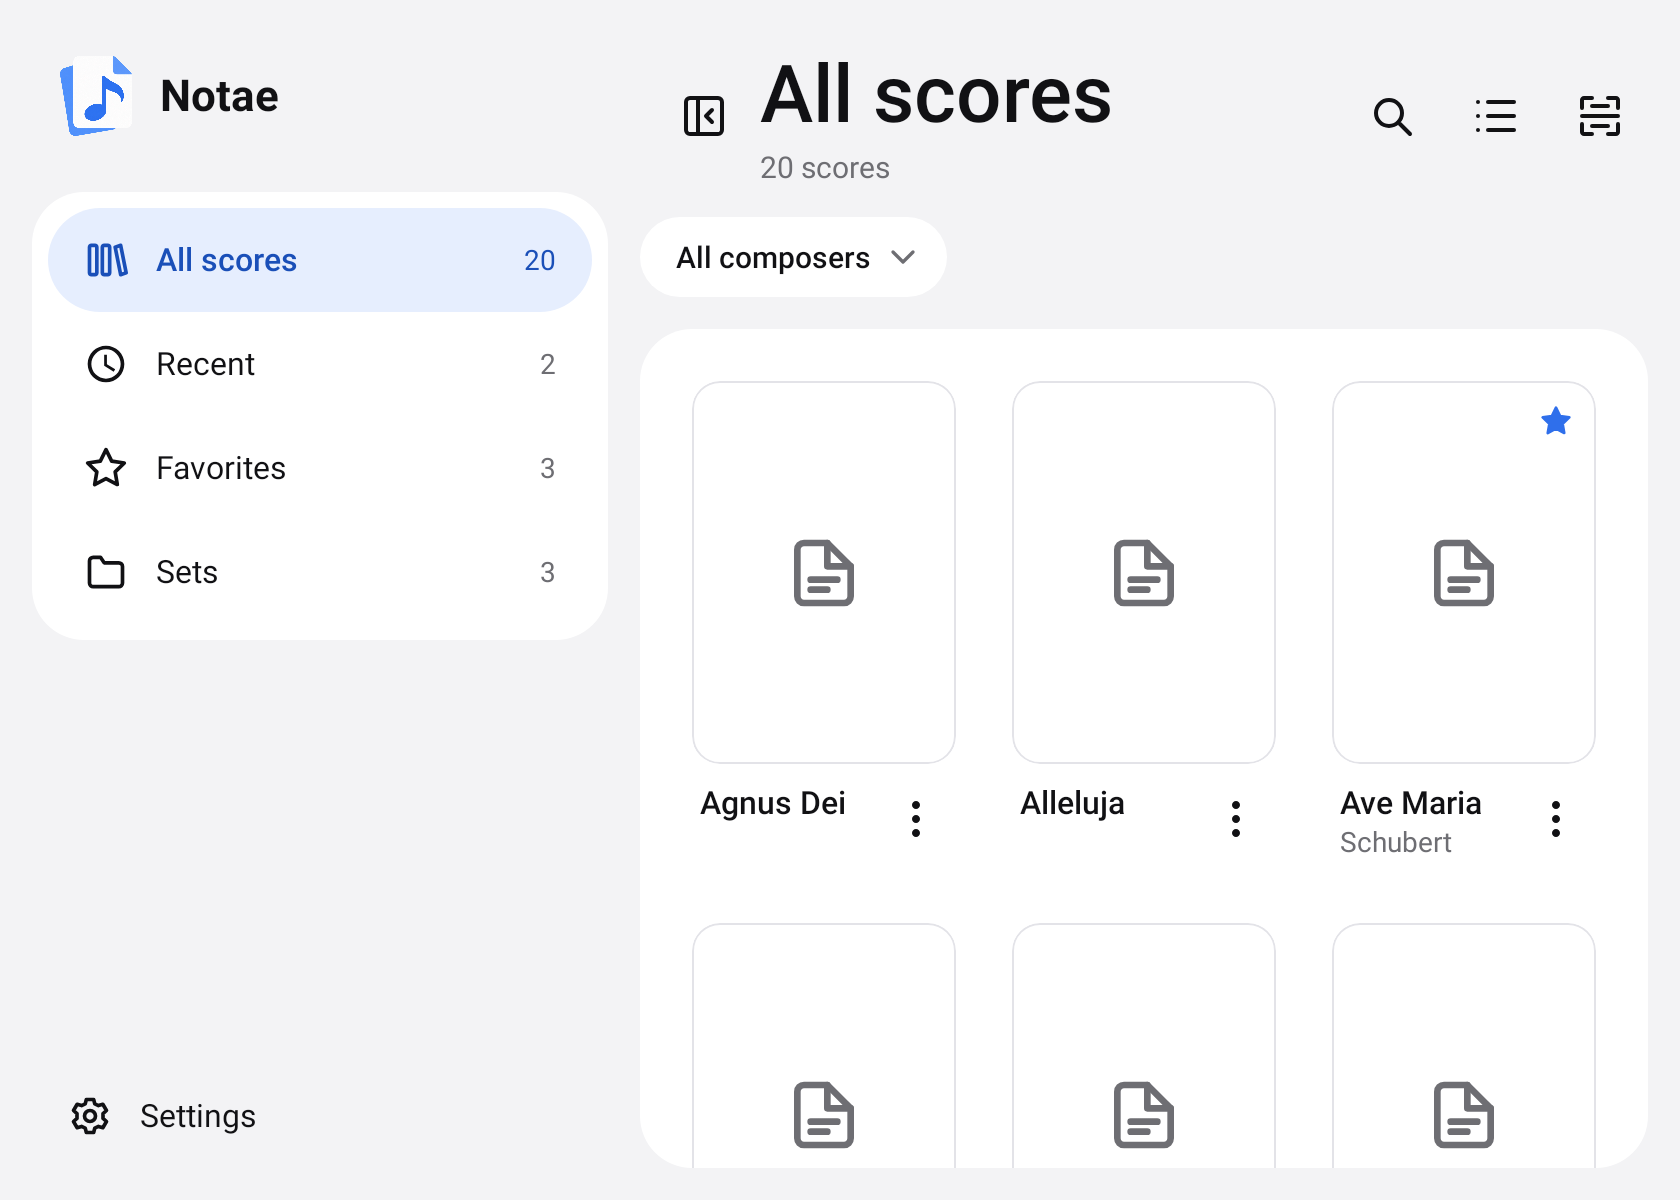 Notae
All scores
20 scores
All scores 20
Recent 2
Favorites 3
Sets 3
Settings
All composers
Agnus Dei
Alleluja
Ave Maria
Schubert